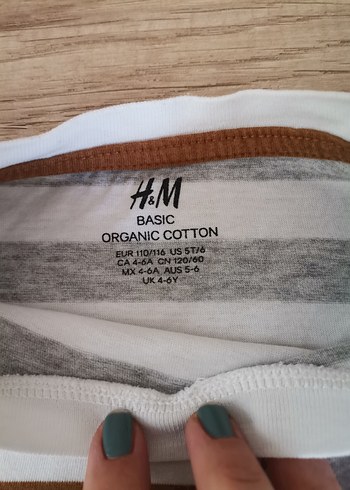 H&M
BASIC
ORGANIC COTTON
EUR 110/116 US 5T/6
CA 4-6A CN 120/60
MX 4-6A AUS 5-6
UK 4-6Y